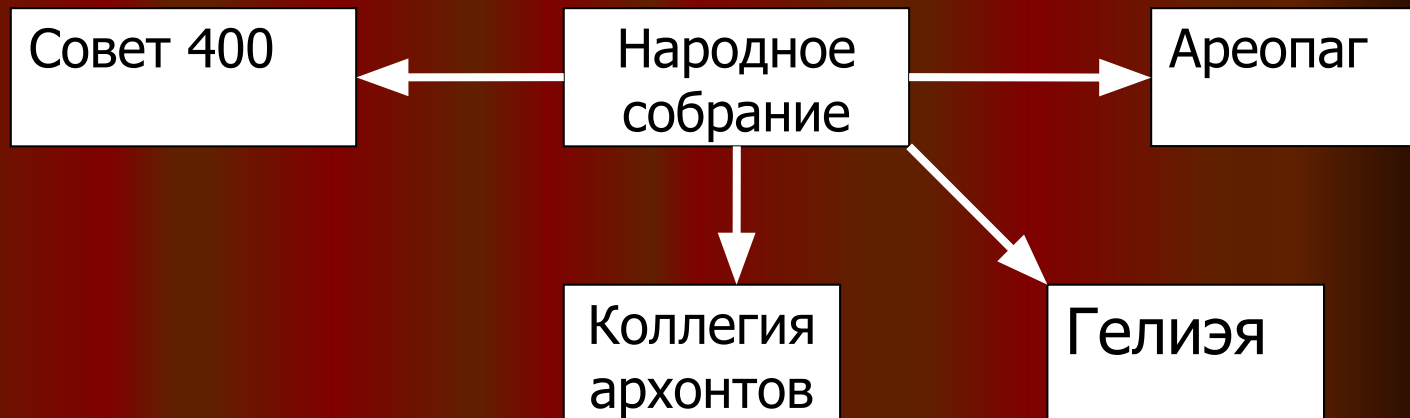 Совет 400
Народное
собрание
Ареопаг
Коллегия
архонтов
Гелиэя